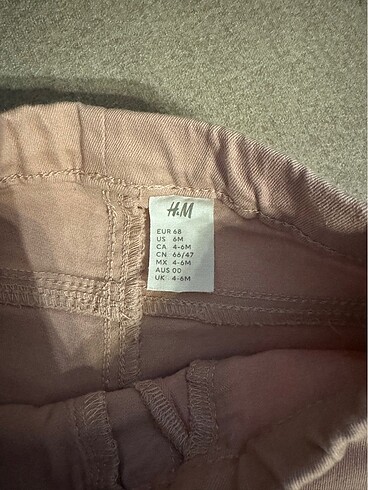 H&M
EUR 68
US 6M
CA 4-6M
CN 66/47
MX 4-6M
AUS 00
UK 4-6M